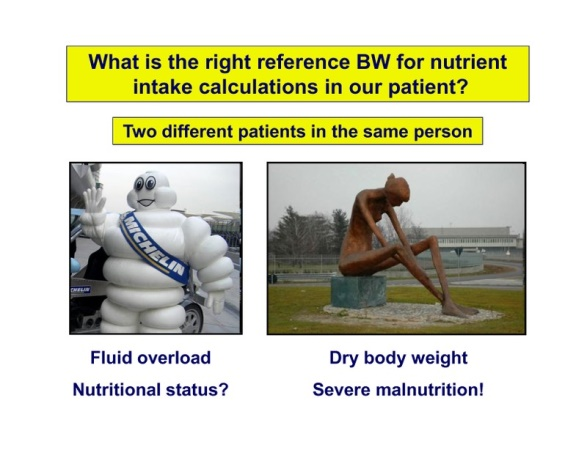 What is the right reference BW for nutrient
intake calculations in our patient?
Two different patients in the same person
MICHELIN
Fluid overload
Dry body weight
Nutritional status?
Severe malnutrition!